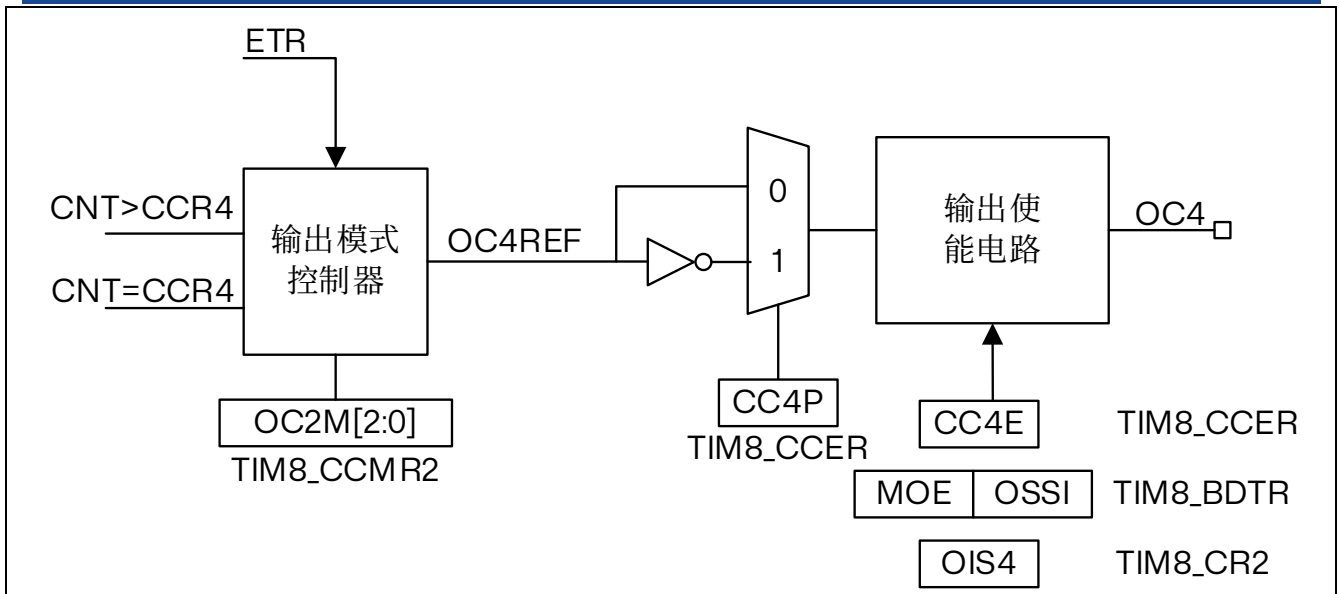 ETR
CNT>CCR4
CNT=CCR4
输出模式
控制器
OC4REF
0
1
输出使
能电路
OC4
OC2M[2:0]
TIM8_CCMR2
CC4P
TIM8_CCER
CC4E
TIM8_CCER
MOE
OSSI
TIM8_BDTR
OIS4
TIM8_CR2